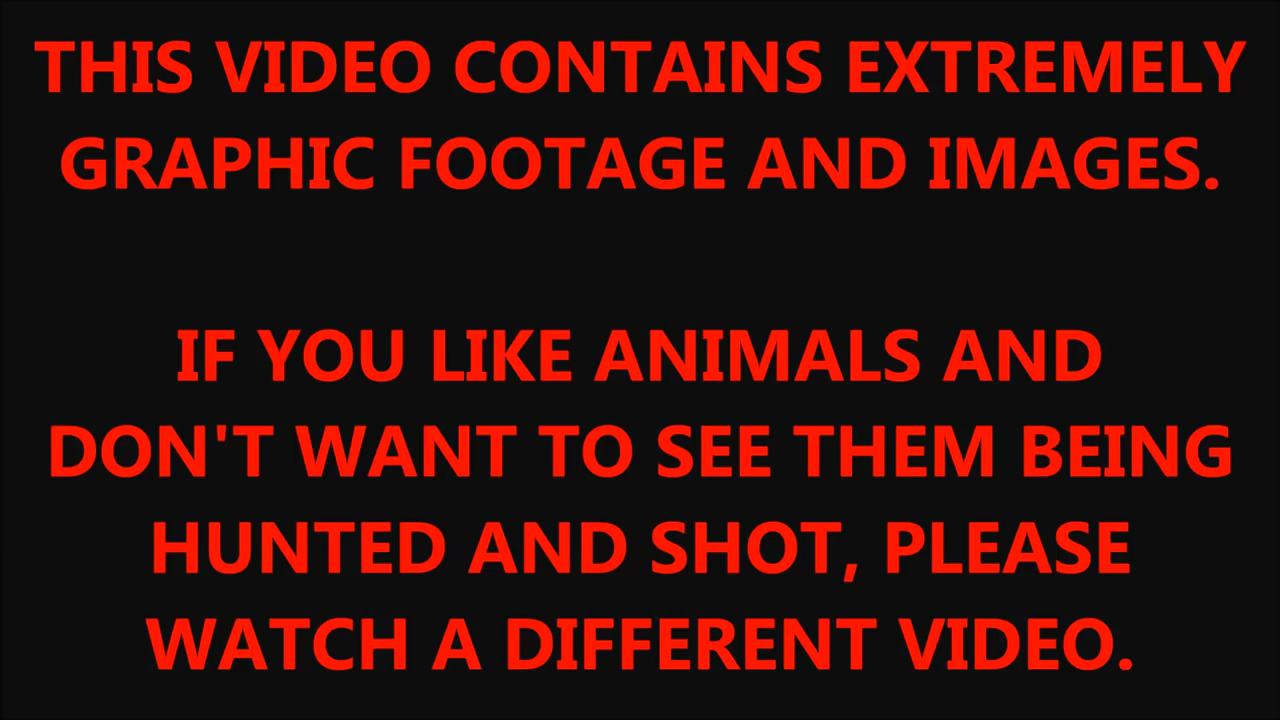 THIS VIDEO CONTAINS EXTREMELY
GRAPHIC FOOTAGE AND IMAGES.
IF YOU LIKE ANIMALS AND
DON'T WANT TO SEE THEM BEING
HUNTED AND SHOT, PLEASE
WATCH A DIFFERENT VIDEO.